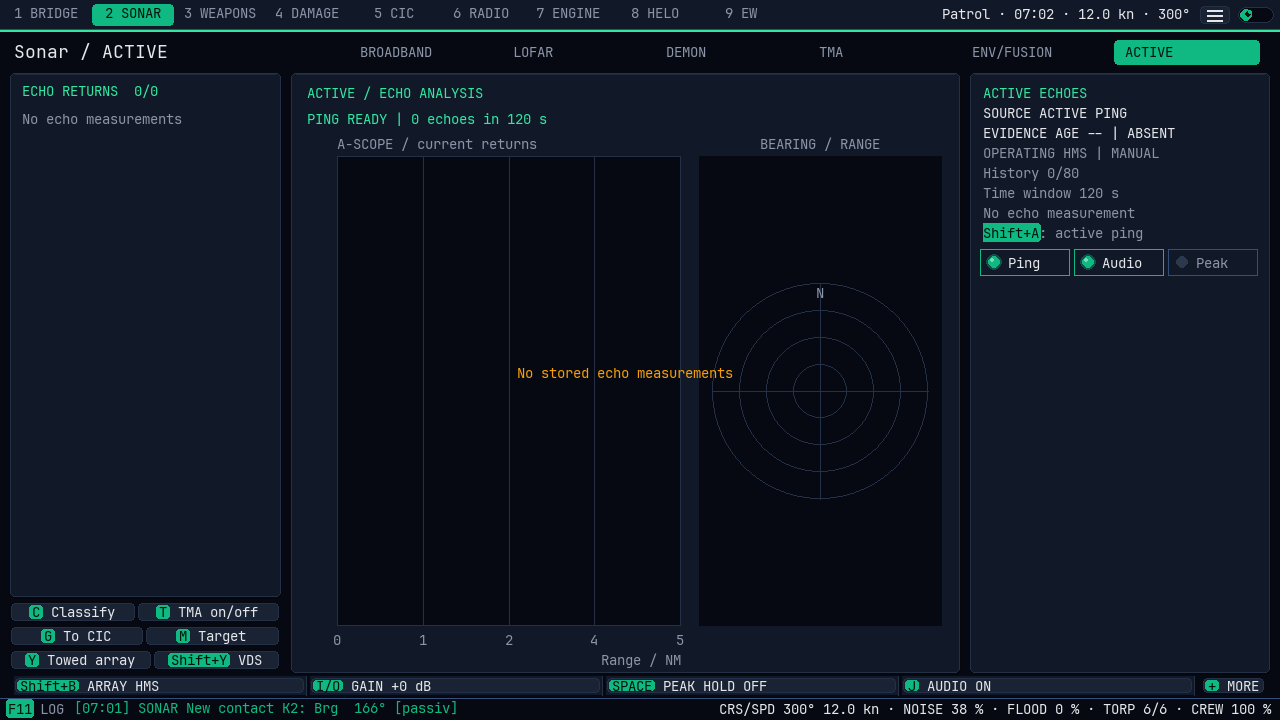 1 BRIDGE 2 SONAR 3 WEAPONS 4 DAMAGE 5 CIC 6 RADIO 7 ENGINE 8 HELO 9 EW Patrol · 07:02 · 12.0 kn · 300°
Sonar / ACTIVE BROADBAND LOFAR DEMON TMA ENV/FUSION ACTIVE
ECHO RETURNS 0/0
No echo measurements
ACTIVE / ECHO ANALYSIS
PING READY | 0 echoes in 120 s
A-SCOPE / current returns
BEARING / RANGE
N
No stored echo measurements
0 1 2 4 5
Range / NM
ACTIVE ECHOES
SOURCE ACTIVE PING
EVIDENCE AGE -- | ABSENT
OPERATING HMS | MANUAL
History 0/80
Time window 120 s
No echo measurement
Shift+A: active ping
Ping Audio Peak
C Classify T TMA on/off
G To CIC M Target
Y Towed array Shift+Y VDS
Shift+B ARRAY HMS I/O GAIN +0 dB SPACE PEAK HOLD OFF J AUDIO ON + MORE
F11 LOG [07:01] SONAR New contact K2: Brg 166° [passiv] CRS/SPD 300° 12.0 kn · NOISE 38 % · FLOOD 0 % · TORP 6/6 · CREW 100 %